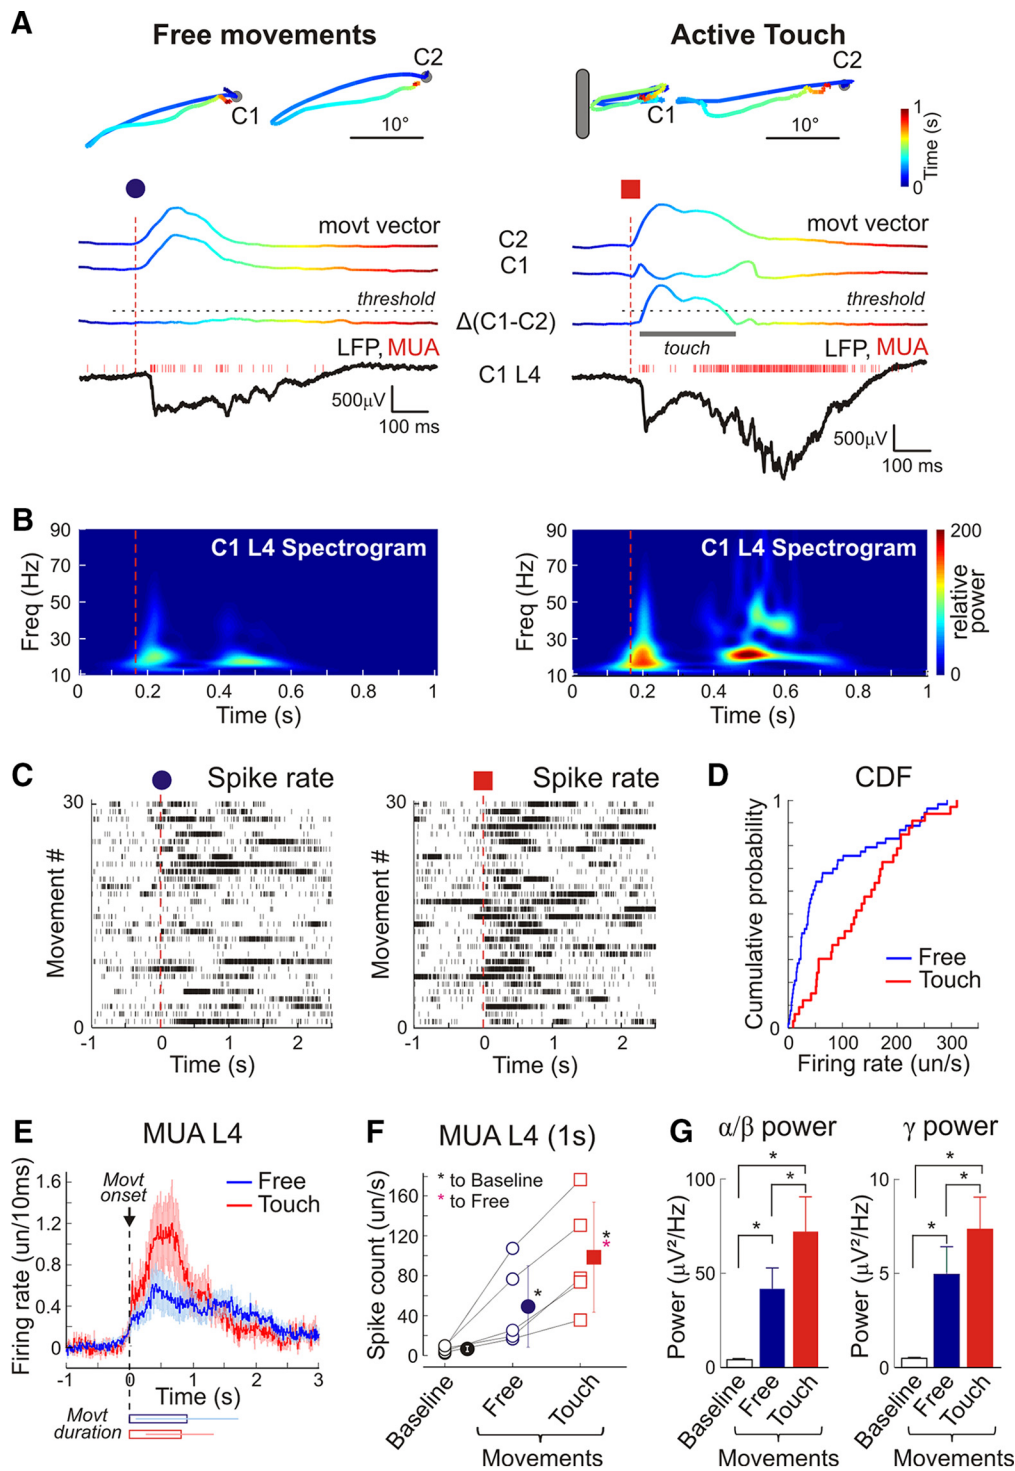 A
Free movements
Active Touch
C1
C2
10°
C1
C2
10°
1
0
Time (s)
movt vector
threshold
LFP, MUA
500µV
100 ms
C2
C1
Δ(C1-C2)
C1 L4
movt vector
threshold
touch
LFP, MUA
500µV
100 ms
B
C1 L4 Spectrogram
Freq (Hz)
90
70
50
30
10
0 0.2 0.4 0.6 0.8 1
Time (s)
C1 L4 Spectrogram
Freq (Hz)
90
70
50
30
10
0 0.2 0.4 0.6 0.8 1
Time (s)
200
0
relative
power
C
Spike rate
Movement #
30
0
-1 0 1 2
Time (s)
Spike rate
Movement #
30
0
-1 0 1 2
Time (s)
D
CDF
Cumulative probability
1
0
Free
Touch
0 100 200 300
Firing rate (un/s)
E
MUA L4
Movt
onset
Free
Touch
Firing rate (un/10ms)
1.6
1.2
0.8
0.4
0
-1 0 1 2 3
Time (s)
Movt
duration
F
MUA L4 (1s)
* to Baseline
* to Free
Spike count (un/s)
160
120
80
40
0
*
*
*
Baseline
Free
Touch
Movements
G
α/β power
Power (µV²/Hz)
100
50
0
*
*
*
Baseline
Free
Touch
Movements
γ power
Power (µV²/Hz)
10
5
0
*
*
*
Baseline
Free
Touch
Movements